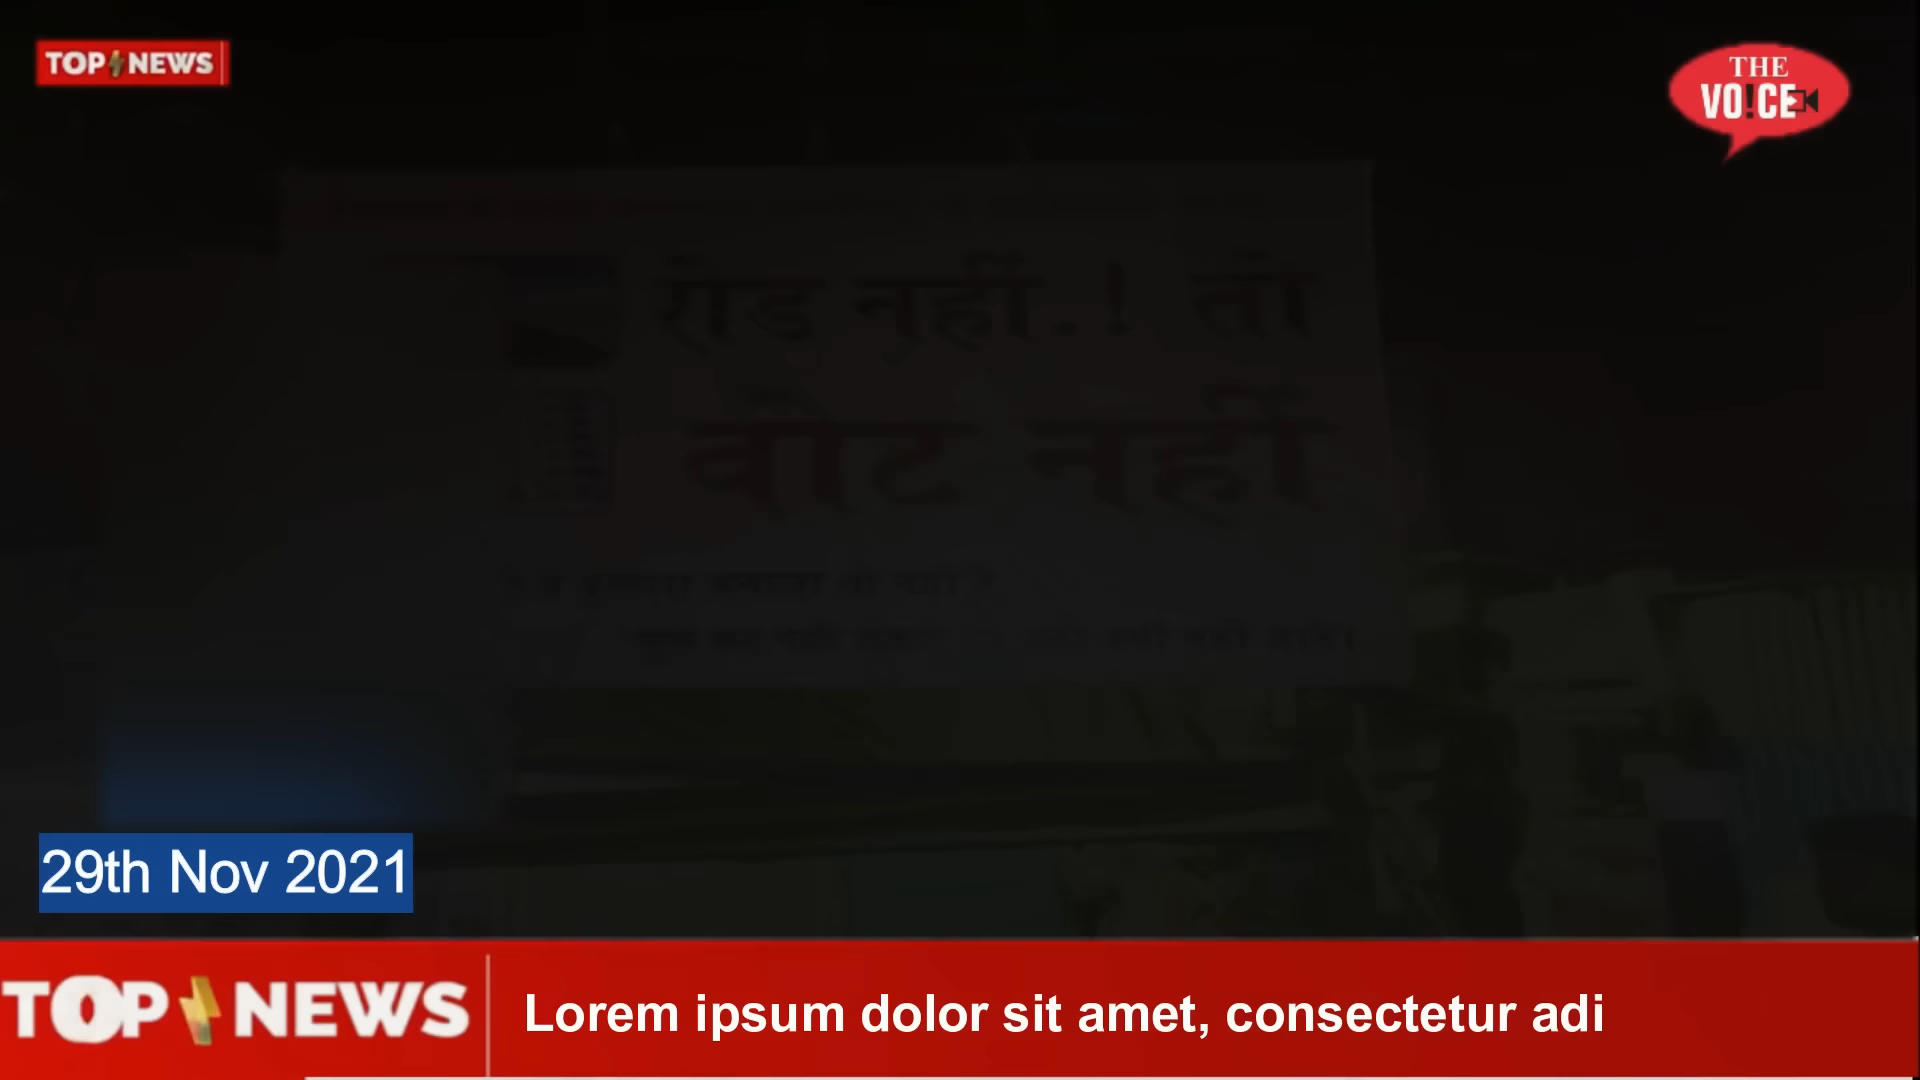 TOP NEWS
THE
VO!CE
रोड नहीं.! तो
वोट नहीं
29th Nov 2021
TOP NEWS
Lorem ipsum dolor sit amet, consectetur adi